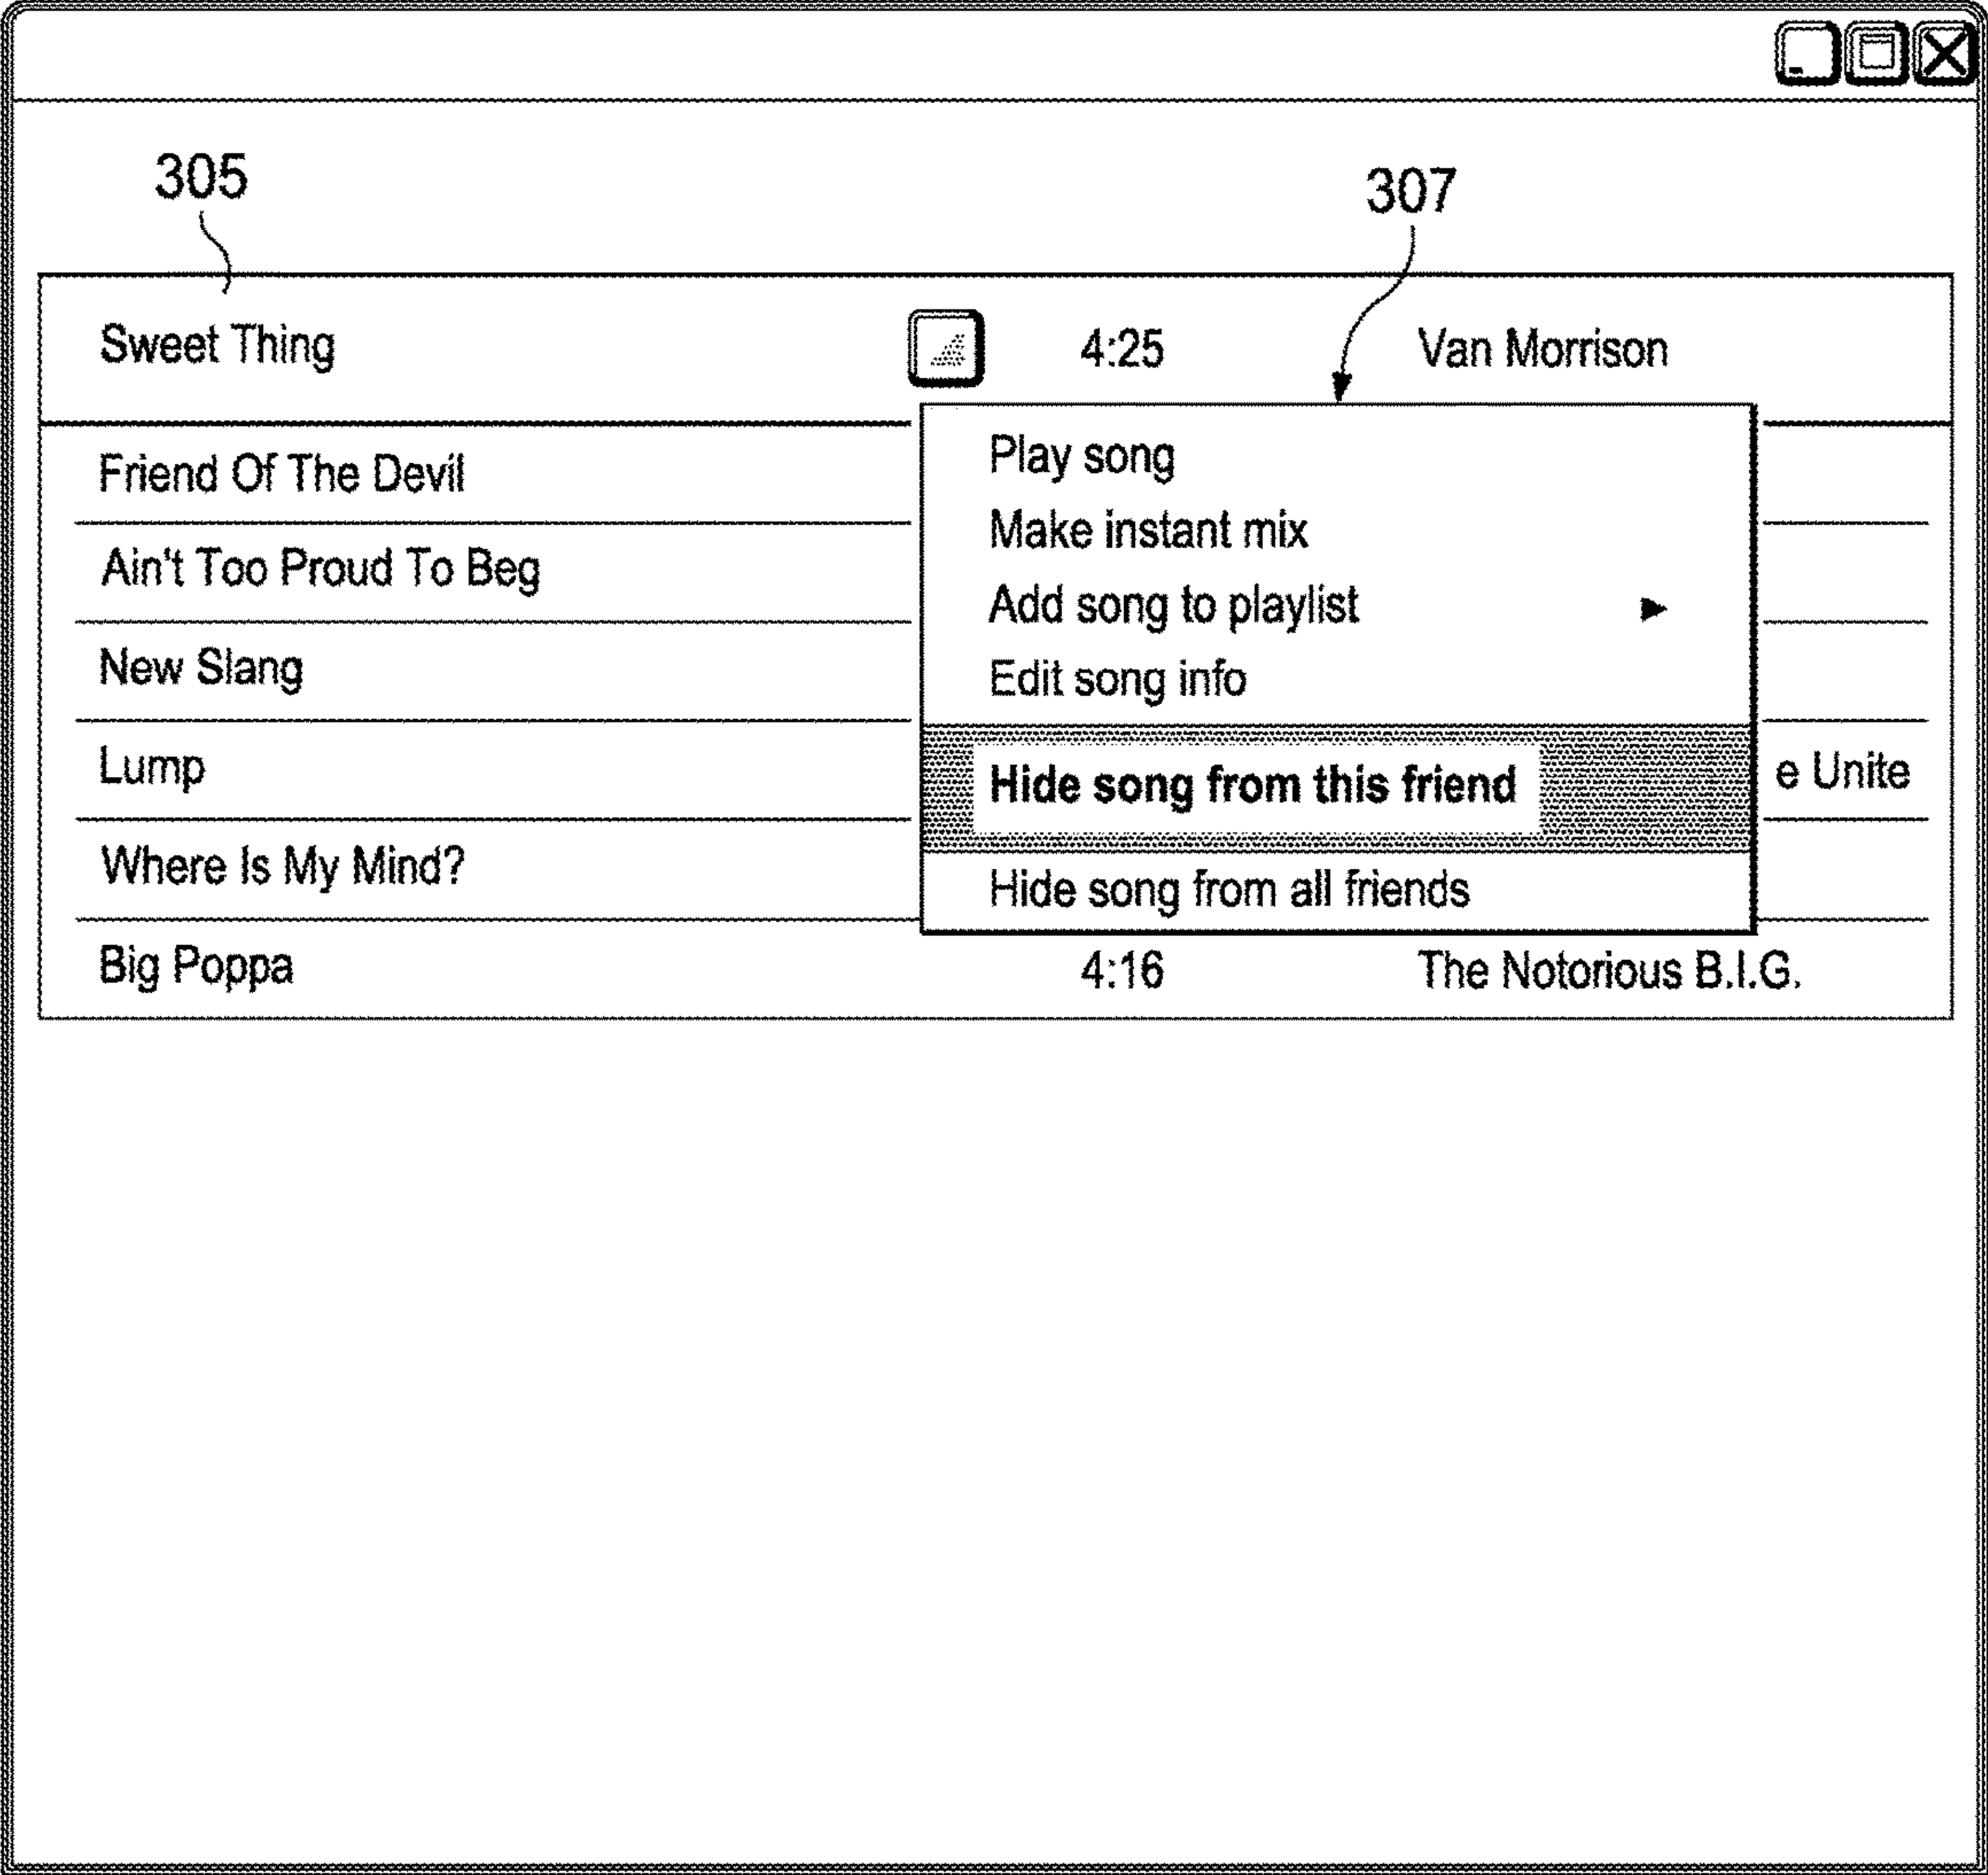 305
307
Sweet Thing 4:25 Van Morrison
Play song
Friend Of The Devil
Make instant mix
Ain't Too Proud To Beg
Add song to playlist
New Slang
Edit song info
Lump
Hide song from this friend
e Unite
Where Is My Mind?
Hide song from all friends
Big Poppa 4:16 The Notorious B.I.G.